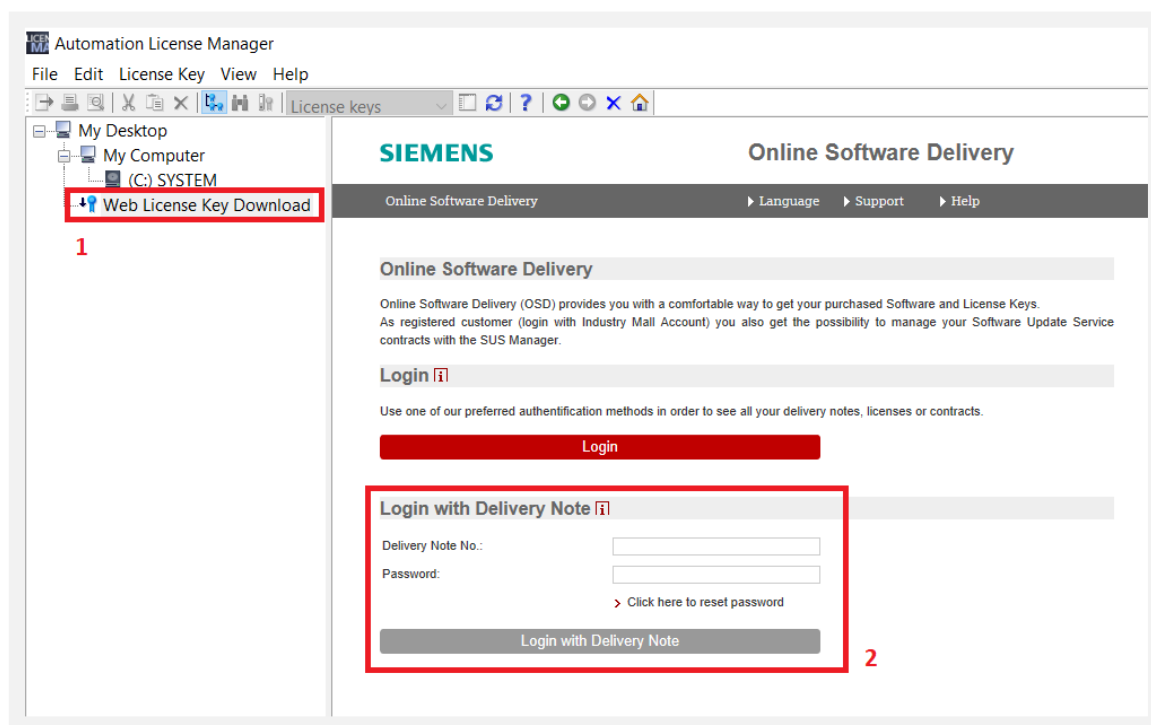 Automation License Manager
File Edit License Key View Help
License keys
My Desktop
My Computer
(C:) SYSTEM
Web License Key Download
1
SIEMENS
Online Software Delivery
Online Software Delivery
Language
Support
Help
Online Software Delivery
Online Software Delivery (OSD) provides you with a comfortable way to get your purchased Software and License Keys.
As registered customer (login with Industry Mall Account) you also get the possibility to manage your Software Update Service
contracts with the SUS Manager.
Login
Use one of our preferred authentification methods in order to see all your delivery notes, licenses or contracts.
Login
Login with Delivery Note
Delivery Note No.:
Password:
Click here to reset password
Login with Delivery Note
2